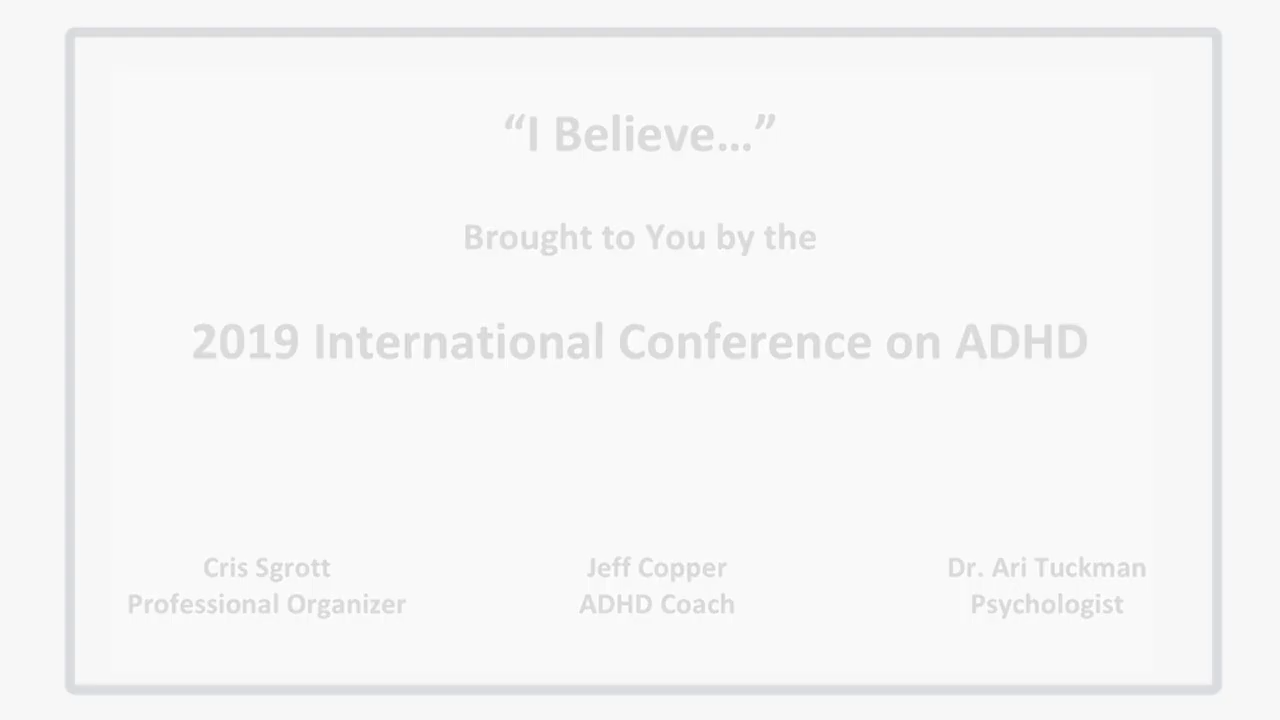 “I Believe…”
Brought to You by the
2019 International Conference on ADHD
Cris Sgrott
Professional Organizer
Jeff Copper
ADHD Coach
Dr. Ari Tuckman
Psychologist